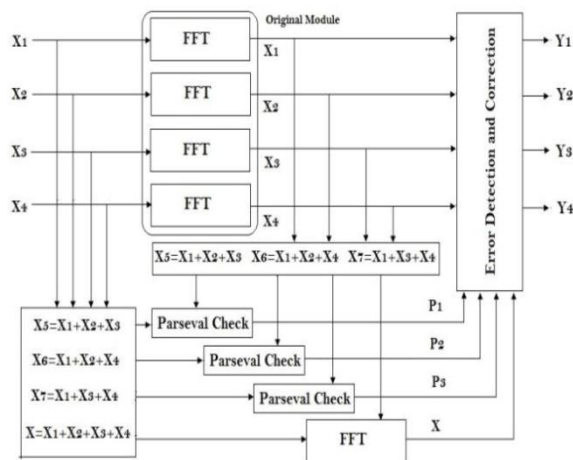 Original Module
X1
FFT
X1
Y1
X2
FFT
X2
Y2
X3
FFT
X3
Y3
X4
FFT
X4
Y4
Error Detection and Correction
X5=X1+X2+X3 X6=X1+X2+X4 X7=X1+X3+X4
X5=X1+X2+X3
Parseval Check
P1
X6=X1+X2+X4
Parseval Check
P2
X7=X1+X3+X4
Parseval Check
P3
X=X1+X2+X3+X4
FFT
X